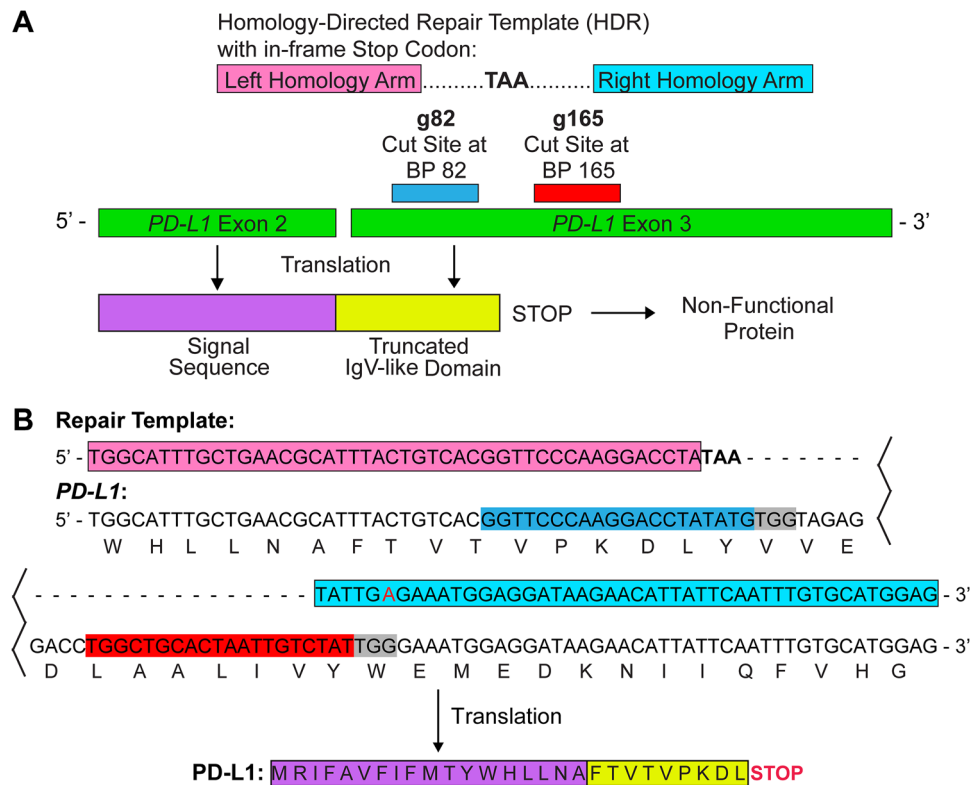 A
Homology-Directed Repair Template (HDR)
with in-frame Stop Codon:
Left Homology Arm.......TAA..........Right Homology Arm
g82 g165
Cut Site at Cut Site at
BP 82 BP 165
5’ - PD-L1 Exon 2 PD-L1 Exon 3 - 3’
Translation
STOP Non-Functional
Protein
Signal Truncated
Sequence IgV-like Domain
B Repair Template:
5’ - TGGCATTTGCTGAACGCATTTACTGTCACGGTTCCCAAGGACCTATAA - - - - - - -
PD-L1:
5’ - TGGCATTTGCTGAACGCATTTACTGTCACGGTTCCCAAGGACCTATATGTGGTAGAG
W H L L N A F T V T V P K D L Y V V E
- - - - - - - - - - - - - - - - - TATTGAGAAATGGAGGATAAGAACATTATTCAATTTGTGCATGGAG - 3’
GACCTGGCTGCACTAATTGTCTATTGGGAAATGGAGGATAAGAACATTATTCAATTTGTGCATGGAG - 3’
D L A A L I V Y W E M E D K N I I Q F V H G
Translation
PD-L1: M R I F A V F I F M T Y W H L L N A F T V T V P K D L STOP